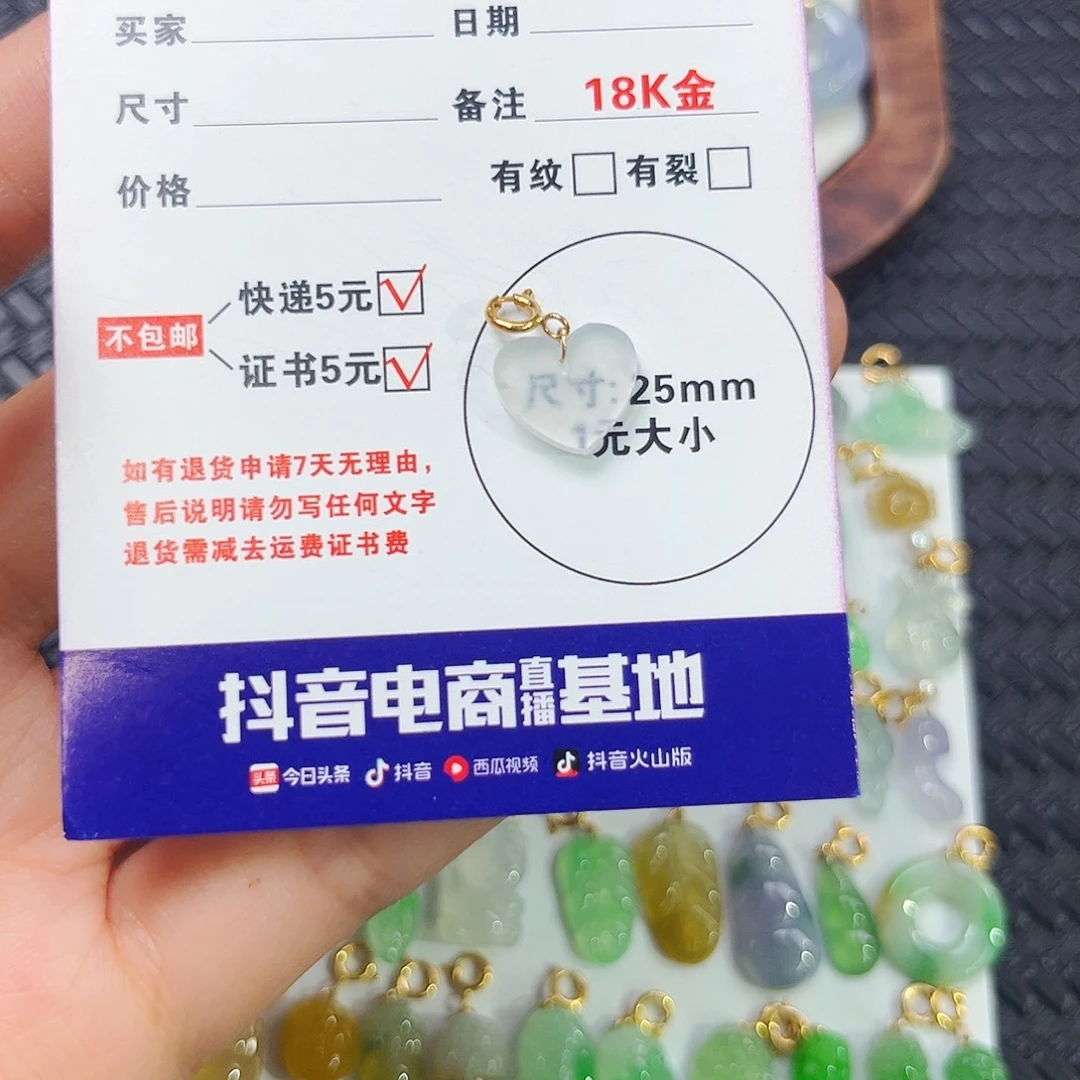 买家 日期
尺寸 备注 18K金
价格 有纹 有裂
快递5元
不包邮
证书5元
尺寸: 25mm
1元大小
如有退货申请7天无理由,
售后说明请勿写任何文字
退货需减去运费证书费
抖音电商直播基地
头条 今日头条 抖音 西瓜视频 抖音火山版